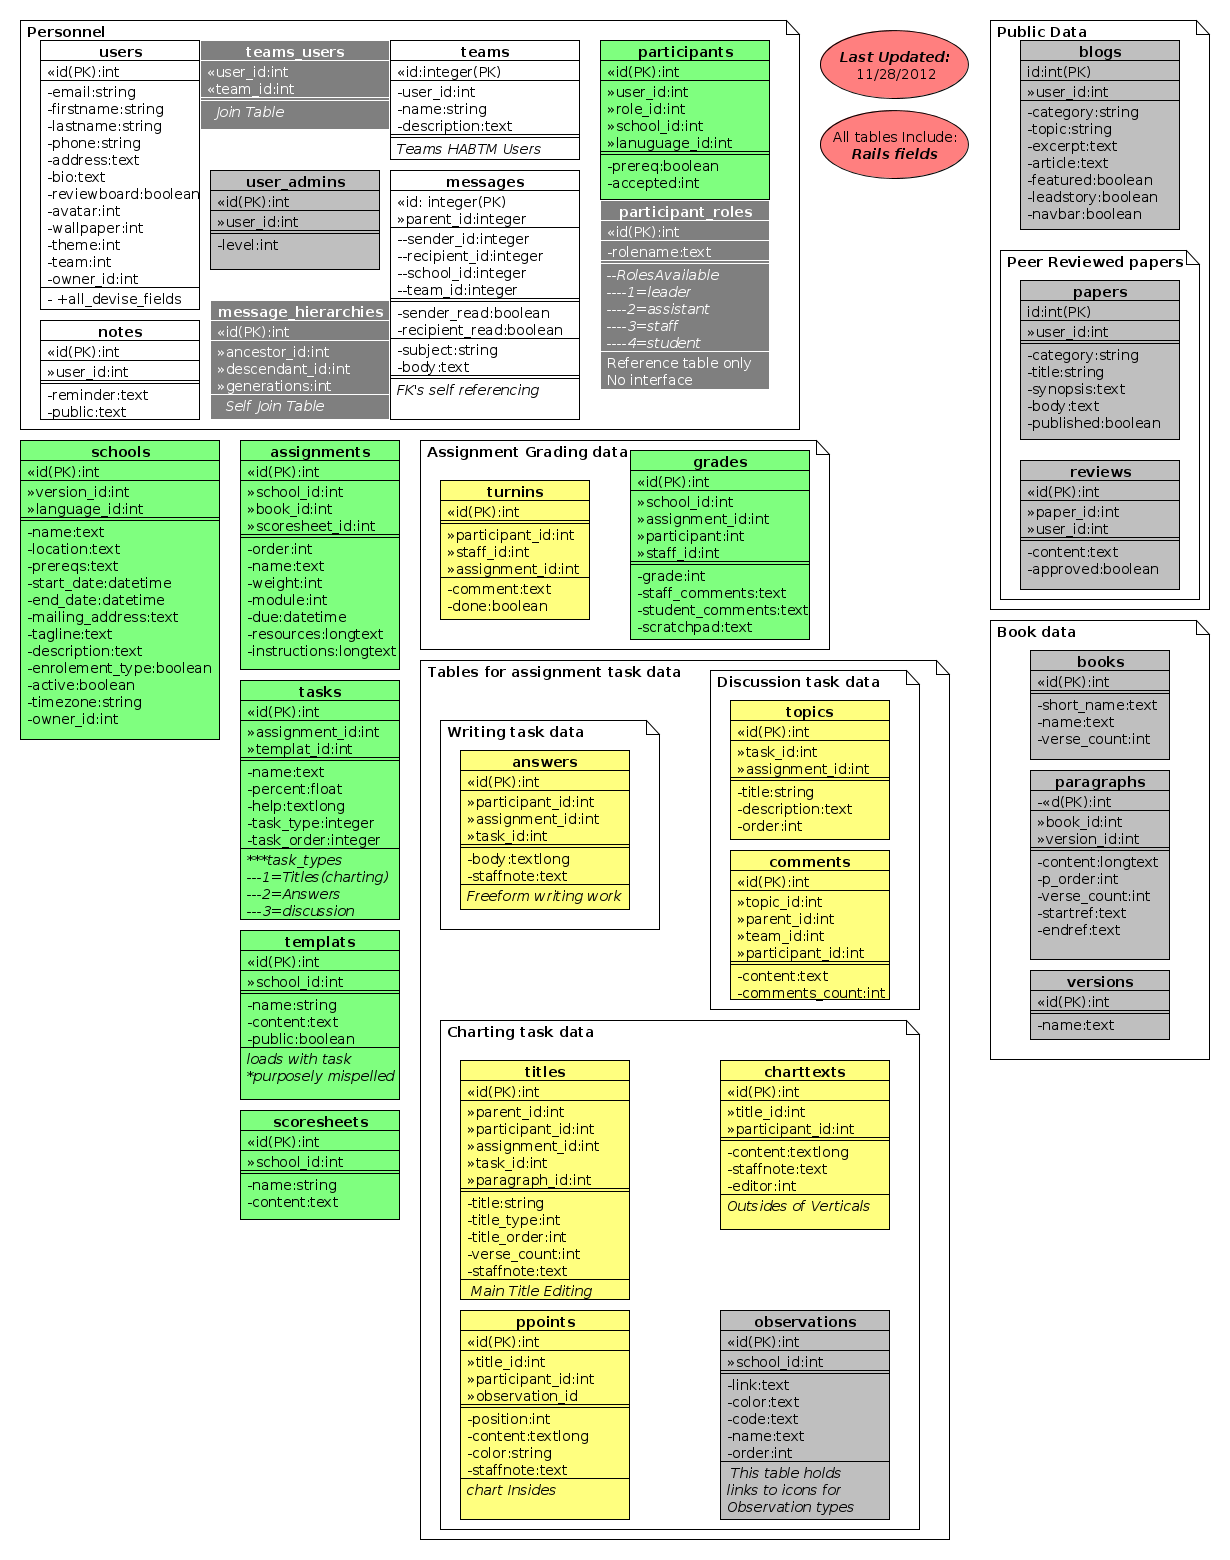 Personnel
users
«id(PK):int
-email:string
-firstname:string
-lastname:string
-phone:string
-address:text
-bio:text
-reviewboard:boolean
-avatar:int
-wallpaper:int
-theme:int
-team:int
-owner_id:int
- +all_devise_fields
notes
«id(PK):int
»user_id:int
-reminder:text
-public:text
teams_users
«user_id:int
«team_id:int
Join Table
user_admins
«id(PK):int
»user_id:int
-level:int
message_hierarchies
«id(PK):int
»ancestor_id:int
»descendant_id:int
»generations:int
Self Join Table
teams
«id:integer(PK)
-user_id:int
-name:string
-description:text
Teams HABTM Users
messages
«id: integer(PK)
»parent_id:integer
--sender_id:integer
--recipient_id:integer
--school_id:integer
--team_id:integer
-sender_read:boolean
-recipient_read:boolean
-subject:string
-body:text
FK's self referencing
participants
«id(PK):int
»user_id:int
»role_id:int
»school_id:int
»lanuguage_id:int
-prereq:boolean
-accepted:int
participant_roles
«id(PK):int
-rolename:text
--RolesAvailable
----1=leader
----2=assistant
----3=staff
----4=student
Reference table only
No interface
Last Updated:
11/28/2012
All tables Include:
Rails fields
Public Data
blogs
id:int(PK)
»user_id:int
-category:string
-topic:string
-excerpt:text
-article:text
-featured:boolean
-leadstory:boolean
-navbar:boolean
Peer Reviewed papers
papers
id:int(PK)
»user_id:int
-category:string
-title:string
-synopsis:text
-body:text
-published:boolean
reviews
«id(PK):int
»paper_id:int
»user_id:int
-content:text
-approved:boolean
schools
«id(PK):int
»version_id:int
»language_id:int
-name:text
-location:text
-prereqs:text
-start_date:datetime
-end_date:datetime
-mailing_address:text
-tagline:text
-description:text
-enrolement_type:boolean
-active:boolean
-timezone:string
-owner_id:int
assignments
«id(PK):int
»school_id:int
»book_id:int
»scoresheet_id:int
-order:int
-name:text
-weight:int
-module:int
-due:datetime
-resources:longtext
-instructions:longtext
tasks
«id(PK):int
»assignment_id:int
»templat_id:int
-name:text
-percent:float
-help:textlong
-task_type:integer
-task_order:integer
***task_types
---1=Titles(charting)
---2=Answers
---3=discussion
templats
«id(PK):int
»school_id:int
-name:string
-content:text
-public:boolean
loads with task
*purposely mispelled
scoresheets
«id(PK):int
»school_id:int
-name:string
-content:text
Assignment Grading data
turnins
«id(PK):int
»participant_id:int
»staff_id:int
»assignment_id:int
-comment:text
-done:boolean
grades
«id(PK):int
»school_id:int
»assignment_id:int
»participant:int
»staff_id:int
-grade:int
-staff_comments:text
-student_comments:text
-scratchpad:text
Tables for assignment task data
Writing task data
answers
«id(PK):int
»participant_id:int
»assignment_id:int
»task_id:int
-body:textlong
-staffnote:text
Freeform writing work
Discussion task data
topics
«id(PK):int
»task_id:int
»assignment_id:int
-title:string
-description:text
-order:int
comments
«id(PK):int
»topic_id:int
»parent_id:int
»team_id:int
»participant_id:int
-content:text
-comments_count:int
Charting task data
titles
«id(PK):int
»parent_id:int
»participant_id:int
»assignment_id:int
»task_id:int
»paragraph_id:int
-title:string
-title_type:int
-title_order:int
-verse_count:int
-staffnote:text
Main Title Editing
charttexts
«id(PK):int
»title_id:int
»participant_id:int
-content:textlong
-staffnote:text
-editor:int
Outsides of Verticals
ppoints
«id(PK):int
»title_id:int
»participant_id:int
»observation_id
-position:int
-content:textlong
-color:string
-staffnote:text
chart Insides
observations
«id(PK):int
»school_id:int
-link:text
-color:text
-code:text
-name:text
-order:int
This table holds
links to icons for
Observation types
Book data
books
«id(PK):int
-short_name:text
-name:text
-verse_count:int
paragraphs
-«d(PK):int
»book_id:int
»version_id:int
-content:longtext
-p_order:int
-verse_count:int
-startref:text
-endref:text
versions
«id(PK):int
-name:text